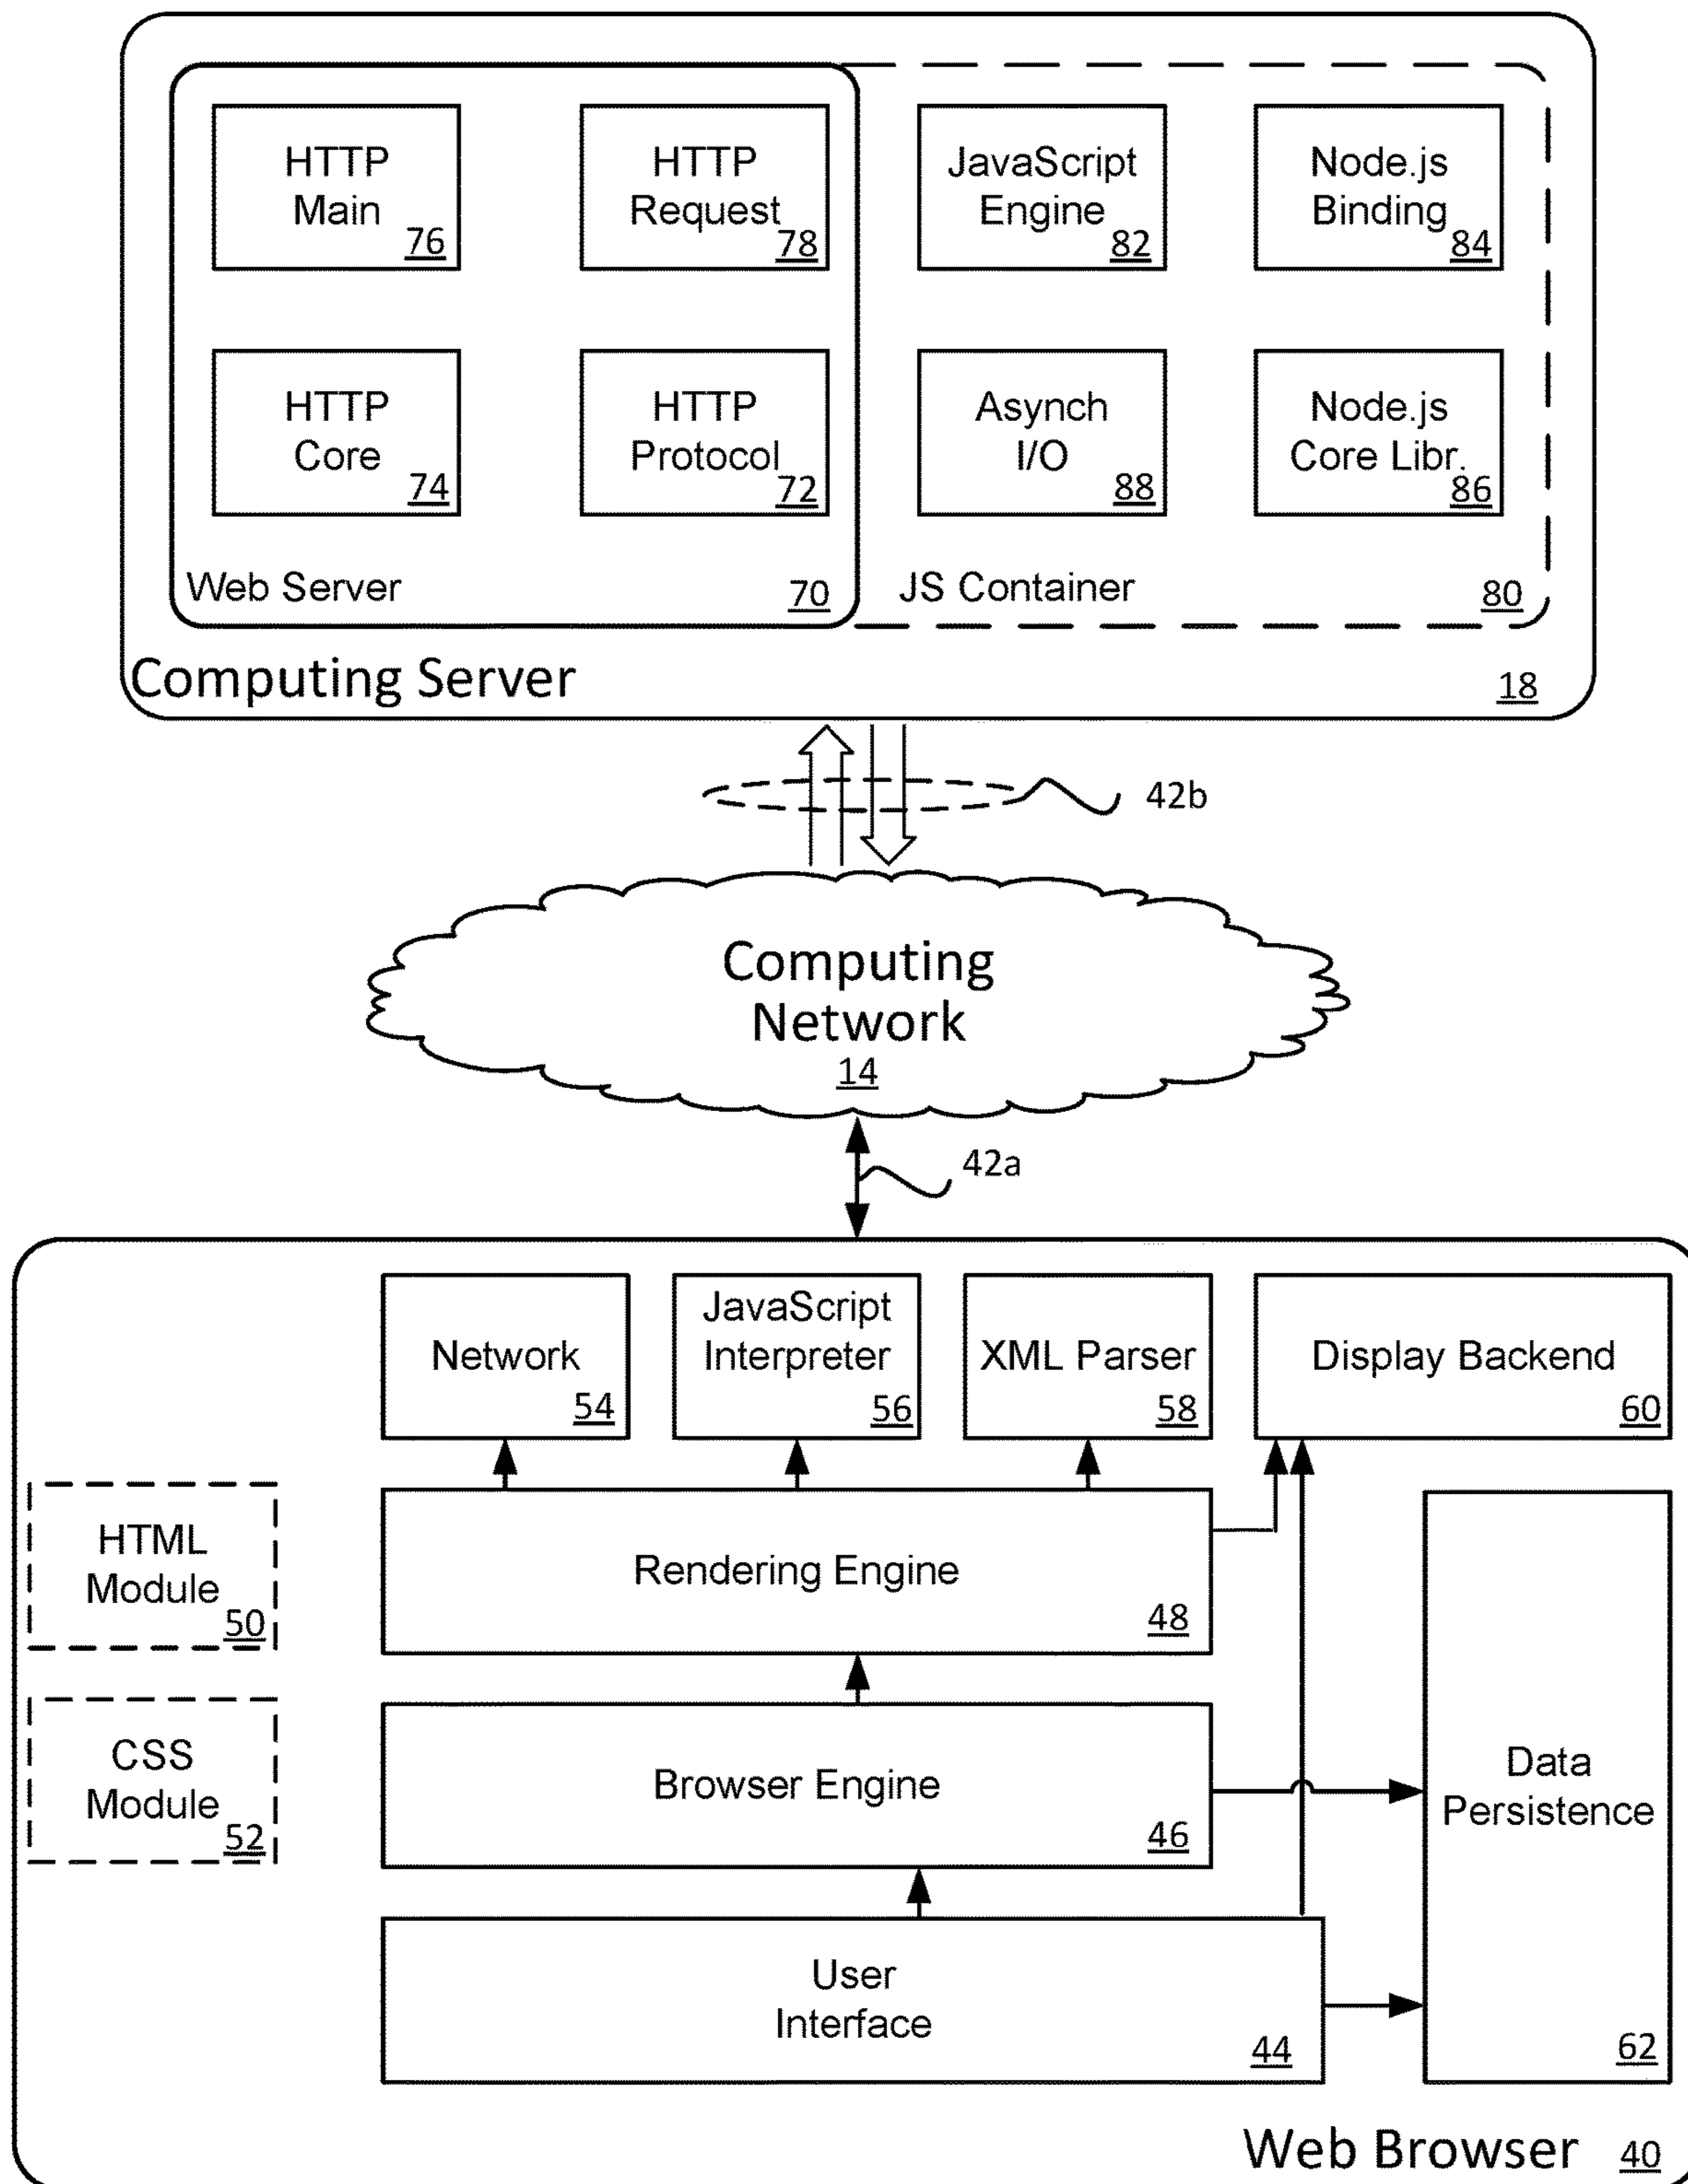 HTTP
Main
76
HTTP
Request
78
JavaScript
Engine
82
Node.js
Binding
84
HTTP
Core
74
HTTP
Protocol
72
Asynch
I/O
88
Node.js
Core Libr.
86
Web Server
70
JS Container
80
Computing Server
18
42b
Computing
Network
14
42a
Network
54
JavaScript
Interpreter
56
XML Parser
58
Display Backend
60
HTML
Module
50
Rendering Engine
48
CSS
Module
52
Browser Engine
46
Data
Persistence
62
User
Interface
44
Web Browser
40